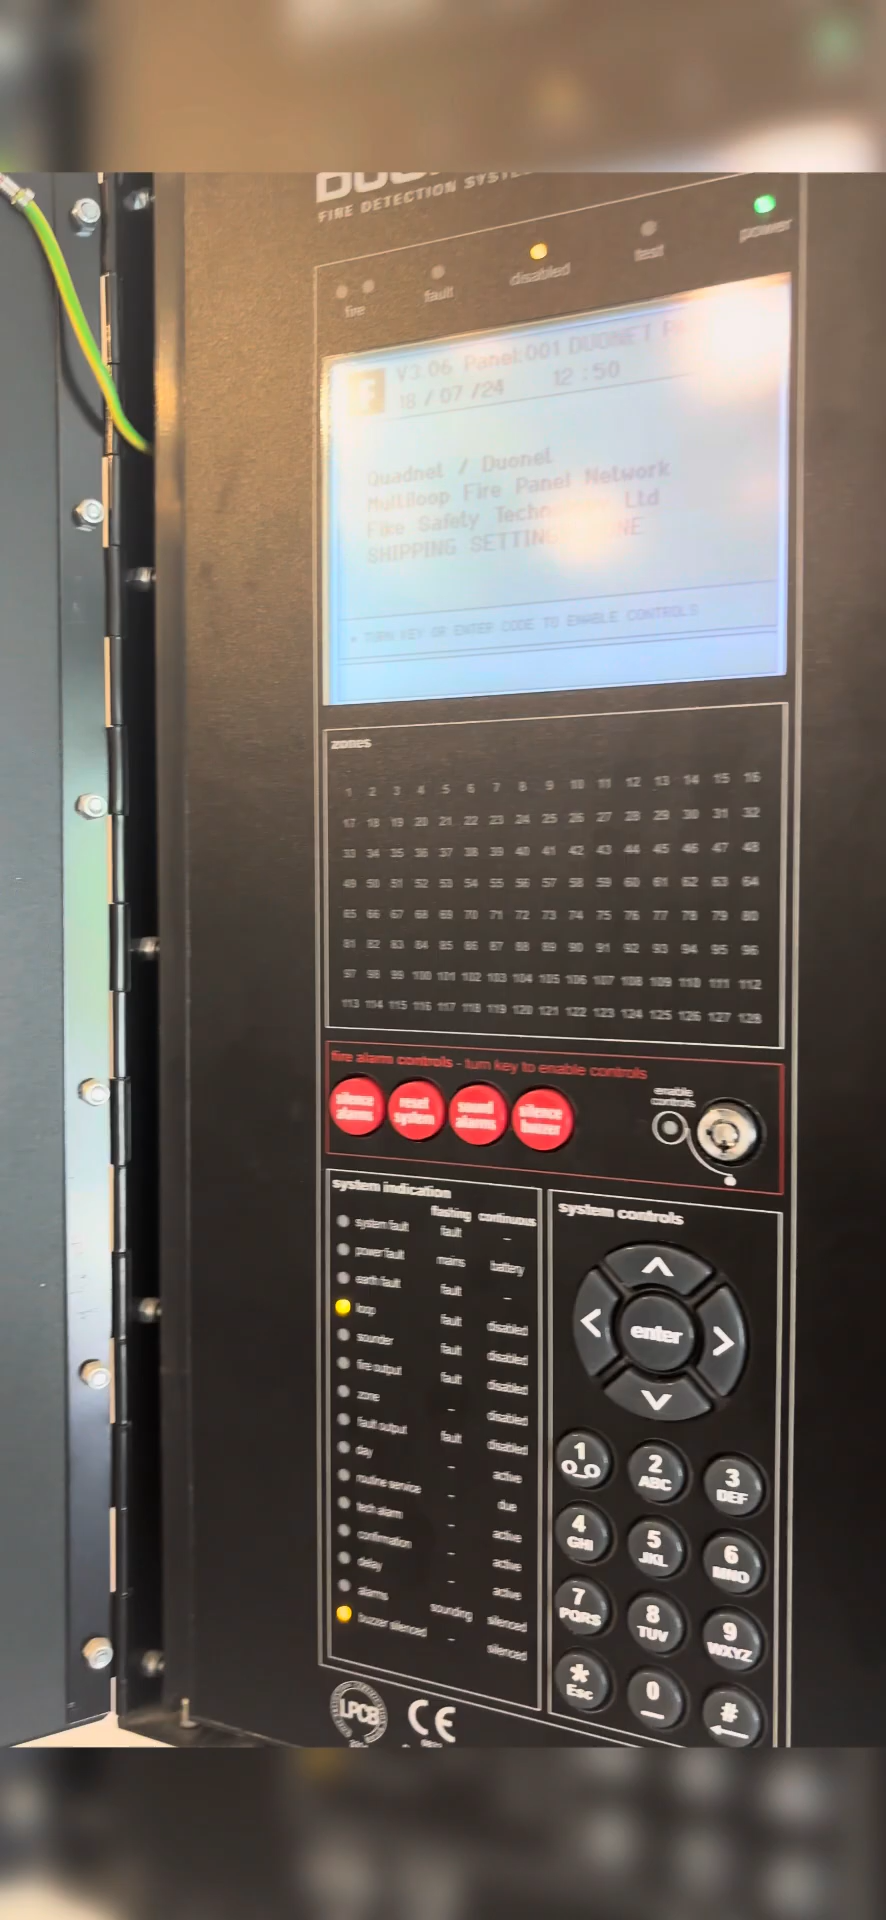 FIRE DETECTION SYSTE
fire
fault
disabled
test
power
V3.06 Panel:001 DUONET
18 / 07 /24 12 : 50
Quadnet / Duonet
Multiloop Fire Panel Network
Fike Safety Ltd
SHIPPING SETTING
TURN KEY OR ENTER CODE TO ENABLE CONTROLS
zones
1 2 3 4 5 6 7 8 9 10 11 12 13 14 15 16
17 18 19 20 21 22 23 24 25 26 27 28 29 30 31 32
33 34 35 36 37 38 39 40 41 42 43 44 45 46 47 48
49 50 51 52 53 54 55 56 57 58 59 60 61 62 63 64
65 66 67 68 69 70 71 72 73 74 75 76 77 78 79 80
81 82 83 84 85 86 87 88 89 90 91 92 93 94 95 96
97 98 99 100 101 102 103 104 105 106 107 108 109 110 111 112
113 114 115 116 117 118 119 120 121 122 123 124 125 126 127 128
fire alarm controls - turn key to enable controls
silence alarms
reset system
sound alarms
silence buzzer
enable controls
system indication
flashing continuous
system fault fault –
power fault mains battery
earth fault fault –
loop fault disabled
sounder fault disabled
fire output fault disabled
zone – disabled
fault output fault disabled
day – active
routine service – due
tech alarm – active
confirmation – active
delay – active
alarms sounding silenced
buzzer silenced – silenced
system controls
enter
1
2 ABC
3 DEF
4 GHI
5 JKL
6 MNO
7 PQRS
8 TUV
9 WXYZ
* Esc
0
#
LPCB
CE